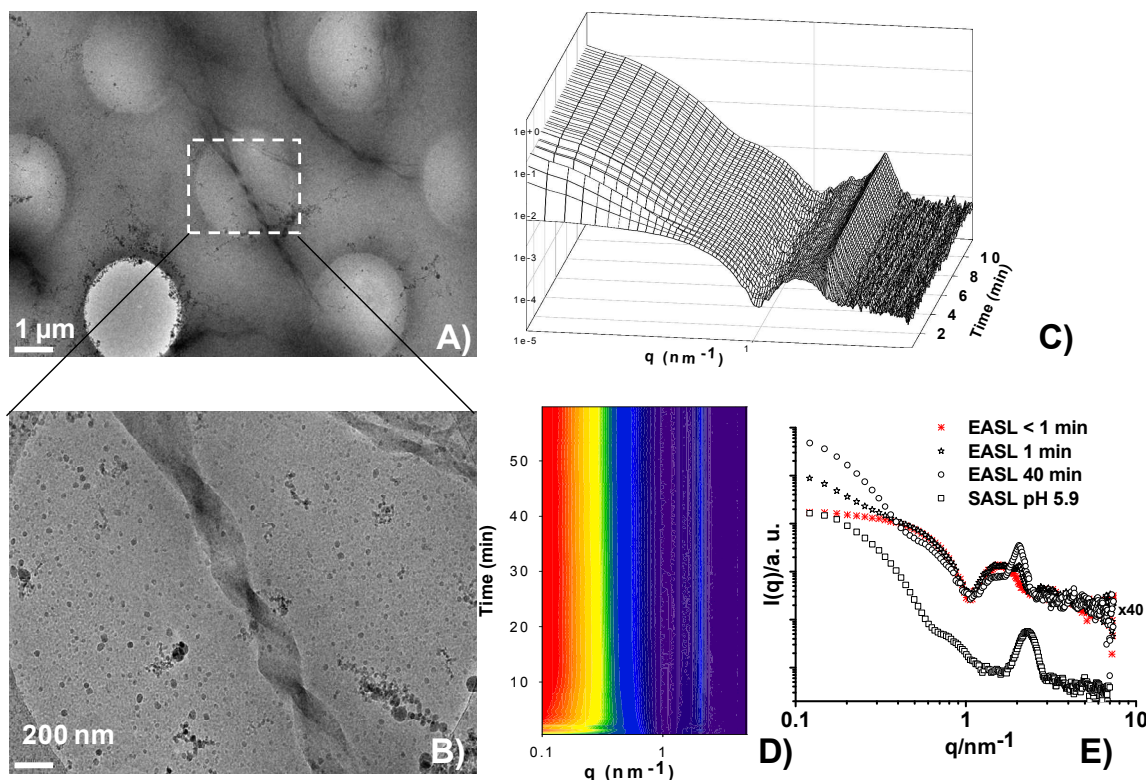 1 µm
A)
200 nm
B)
1e+0
1e-1
1e-2
1e-3
1e-4
1e-5
q (nm-1)
1
2
4
6
8
10
Time (min)
C)
50
40
30
20
10
Time (min)
0.1
1
q (nm-1)
D)
EASL < 1 min
EASL 1 min
EASL 40 min
SASL pH 5.9
I(q)/a. u.
x40
0.1
1
10
q/nm-1
E)